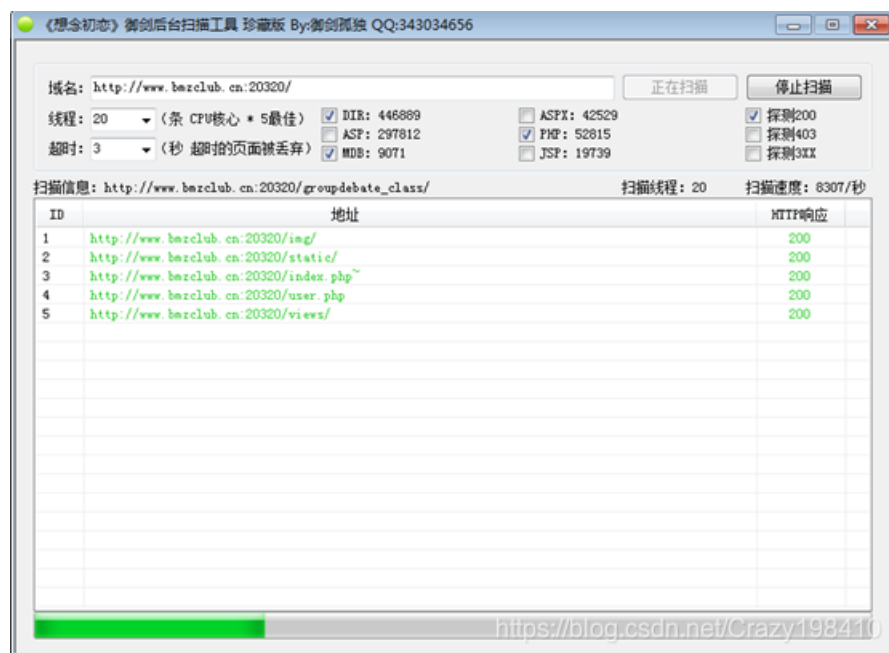 《想念初恋》御剑后台扫描工具 珍藏版 By:御剑孤独 QQ:343034656
域名: http://www.bmzclub.cn:20320/ 正在扫描 停止扫描
线程: 20 (条 CPU核心 * 5最佳) DIR: 446889 ASPX: 42529 探测200
ASP: 297812 PHP: 52815 探测403
超时: 3 (秒 超时的页面被丢弃) MDB: 9071 JSP: 19739 探测3XX
扫描信息: http://www.bmzclub.cn:20320/groupdebate_class/ 扫描线程: 20 扫描速度: 8307/秒
ID 地址 HTTP响应
1 http://www.bmzclub.cn:20320/img/ 200
2 http://www.bmzclub.cn:20320/static/ 200
3 http://www.bmzclub.cn:20320/index.php~ 200
4 http://www.bmzclub.cn:20320/user.php 200
5 http://www.bmzclub.cn:20320/views/ 200
https://blog.csdn.net/Crazy198410